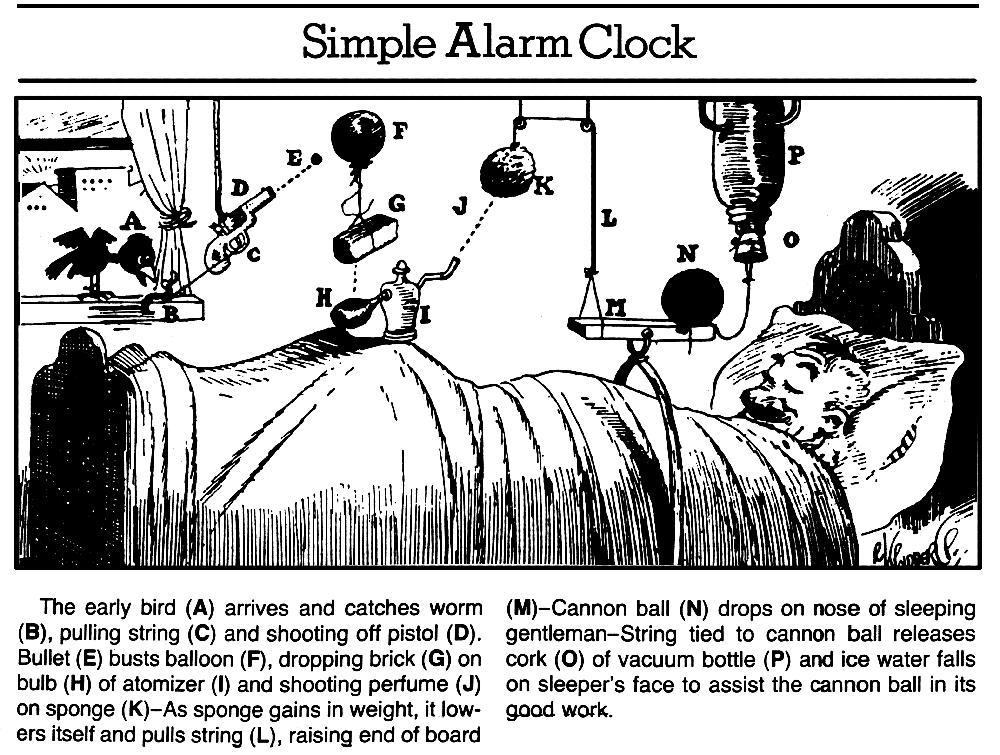 Simple Alarm Clock
A
B
C
D
E
F
G
H
I
J
K
L
M
N
O
P
The early bird (A) arrives and catches worm
(B), pulling string (C) and shooting off pistol (D).
Bullet (E) busts balloon (F), dropping brick (G) on
bulb (H) of atomizer (I) and shooting perfume (J)
on sponge (K)–As sponge gains in weight, it low-
ers itself and pulls string (L), raising end of board
(M)–Cannon ball (N) drops on nose of sleeping
gentleman–String tied to cannon ball releases
cork (O) of vacuum bottle (P) and ice water falls
on sleeper's face to assist the cannon ball in its
good work.